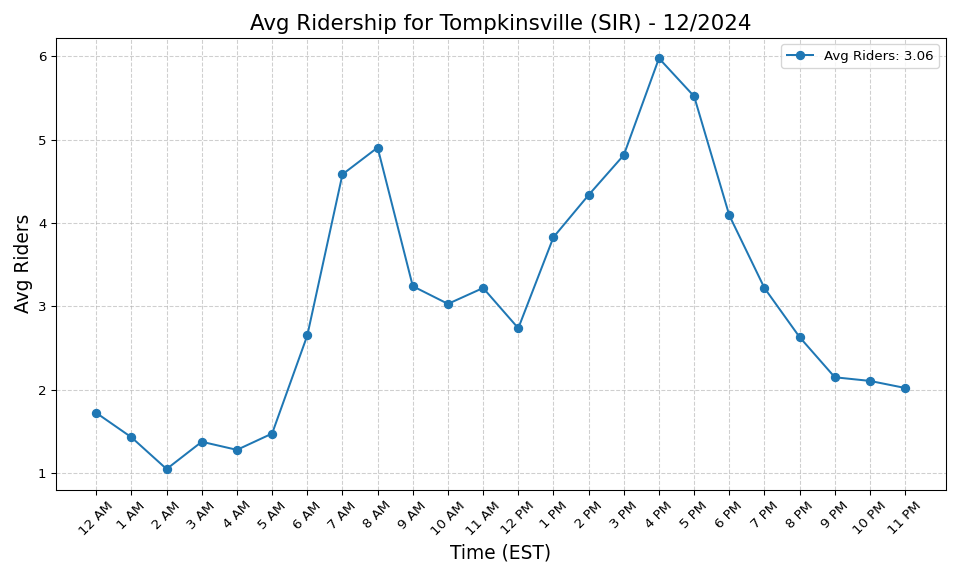 Avg Ridership for Tompkinsville (SIR) - 12/2024
Avg Riders: 3.06
6
5
4
3
2
1
Avg Riders
12 AM
1 AM
2 AM
3 AM
4 AM
5 AM
6 AM
7 AM
8 AM
9 AM
10 AM
11 AM
12 PM
1 PM
2 PM
3 PM
4 PM
5 PM
6 PM
7 PM
8 PM
9 PM
10 PM
11 PM
Time (EST)